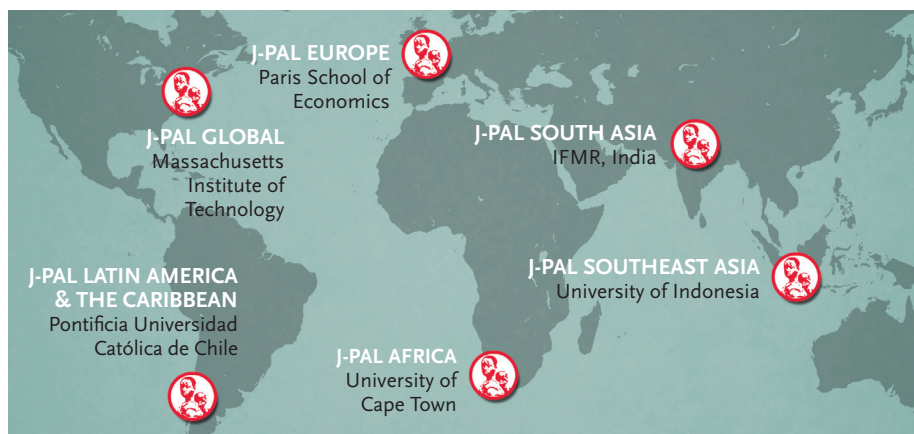 J-PAL EUROPE
Paris School of
Economics
J-PAL GLOBAL
Massachusetts
Institute of
Technology
J-PAL SOUTH ASIA
IFMR, India
J-PAL LATIN AMERICA
& THE CARIBBEAN
Pontificia Universidad
Católica de Chile
J-PAL SOUTHEAST ASIA
University of Indonesia
J-PAL AFRICA
University of
Cape Town